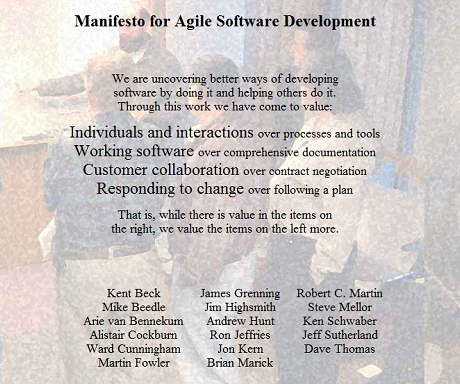 Manifesto for Agile Software Development
We are uncovering better ways of developing
software by doing it and helping others do it.
Through this work we have come to value:
Individuals and interactions over processes and tools
Working software over comprehensive documentation
Customer collaboration over contract negotiation
Responding to change over following a plan
That is, while there is value in the items on
the right, we value the items on the left more.
Kent Beck
Mike Beedle
Arie van Bennekum
Alistair Cockburn
Ward Cunningham
Martin Fowler
James Grenning
Jim Highsmith
Andrew Hunt
Ron Jeffries
Jon Kern
Brian Marick
Robert C. Martin
Steve Mellor
Ken Schwaber
Jeff Sutherland
Dave Thomas